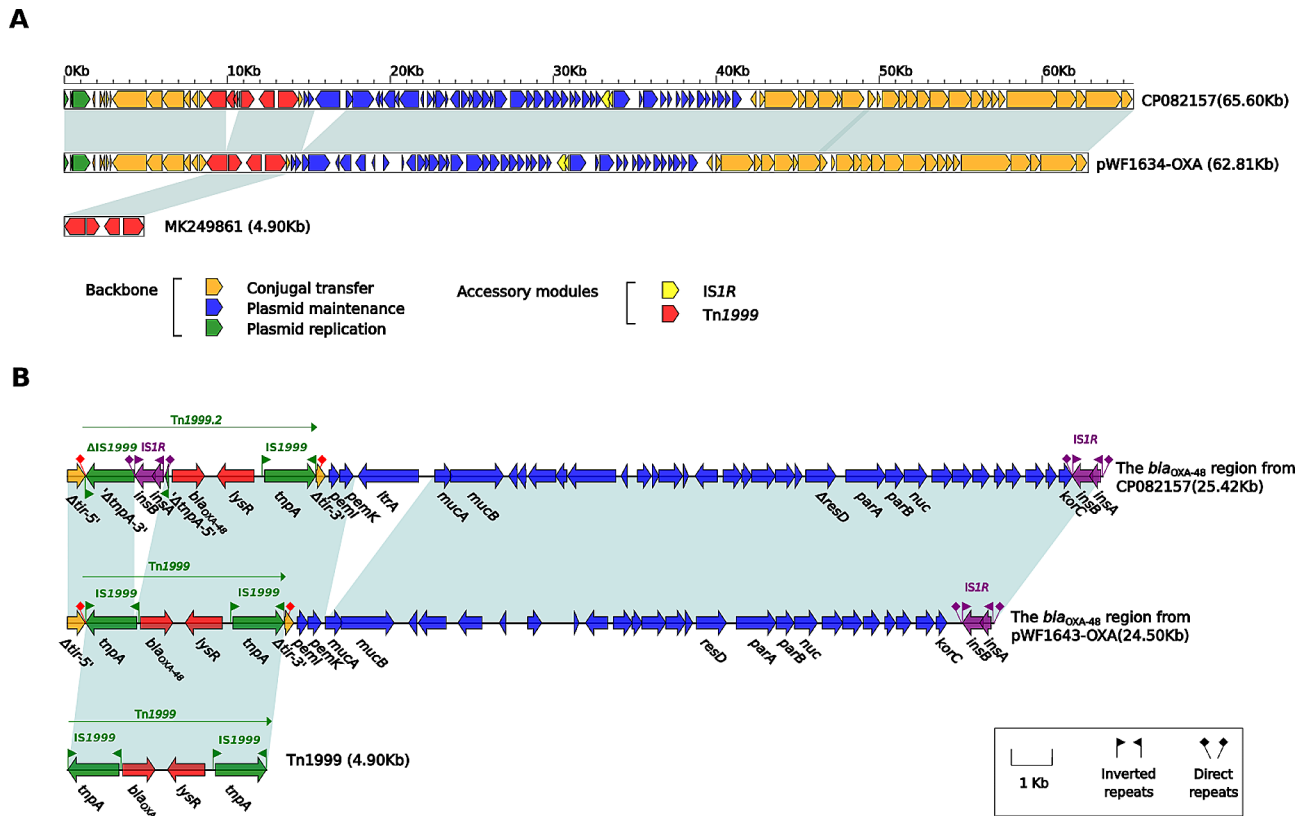 A
0Kb 10Kb 20Kb 30Kb 40Kb 50Kb 60Kb
CP082157(65.60Kb)
pWF1634-OXA (62.81Kb)
MK249861 (4.90Kb)
Backbone
Conjugal transfer
Plasmid maintenance
Plasmid replication
Accessory modules
IS1R
Tn1999
B
Tn1999.2
ΔIS1999 IS1R IS1999 IS1R
The blaOXA-48 region from
CP082157(25.42Kb)
Δtir-5' 'ΔtnpA-3' insB insA 'ΔtnpA-5' blaOXA-48 lysR tnpA Δtir-3' pemI pemK ltrA mucA mucB ΔresD parA parB nuc korC insB insA
Tn1999
IS1999 IS1999 IS1R
The blaOXA-48 region from
pWF1643-OXA(24.50Kb)
Δtir-5' tnpA blaOXA-48 lysR tnpA Δtir-3' pemI pemK mucA mucB resD parA parB nuc korC insB insA
Tn1999
IS1999 IS1999
Tn1999 (4.90Kb)
tnpA blaOXA lysR tnpA
1 Kb
Inverted
repeats
Direct
repeats